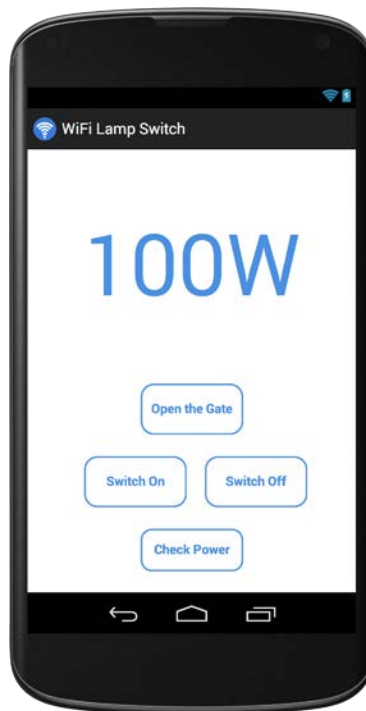 WiFi Lamp Switch
100W
Open the Gate
Switch On Switch Off
Check Power